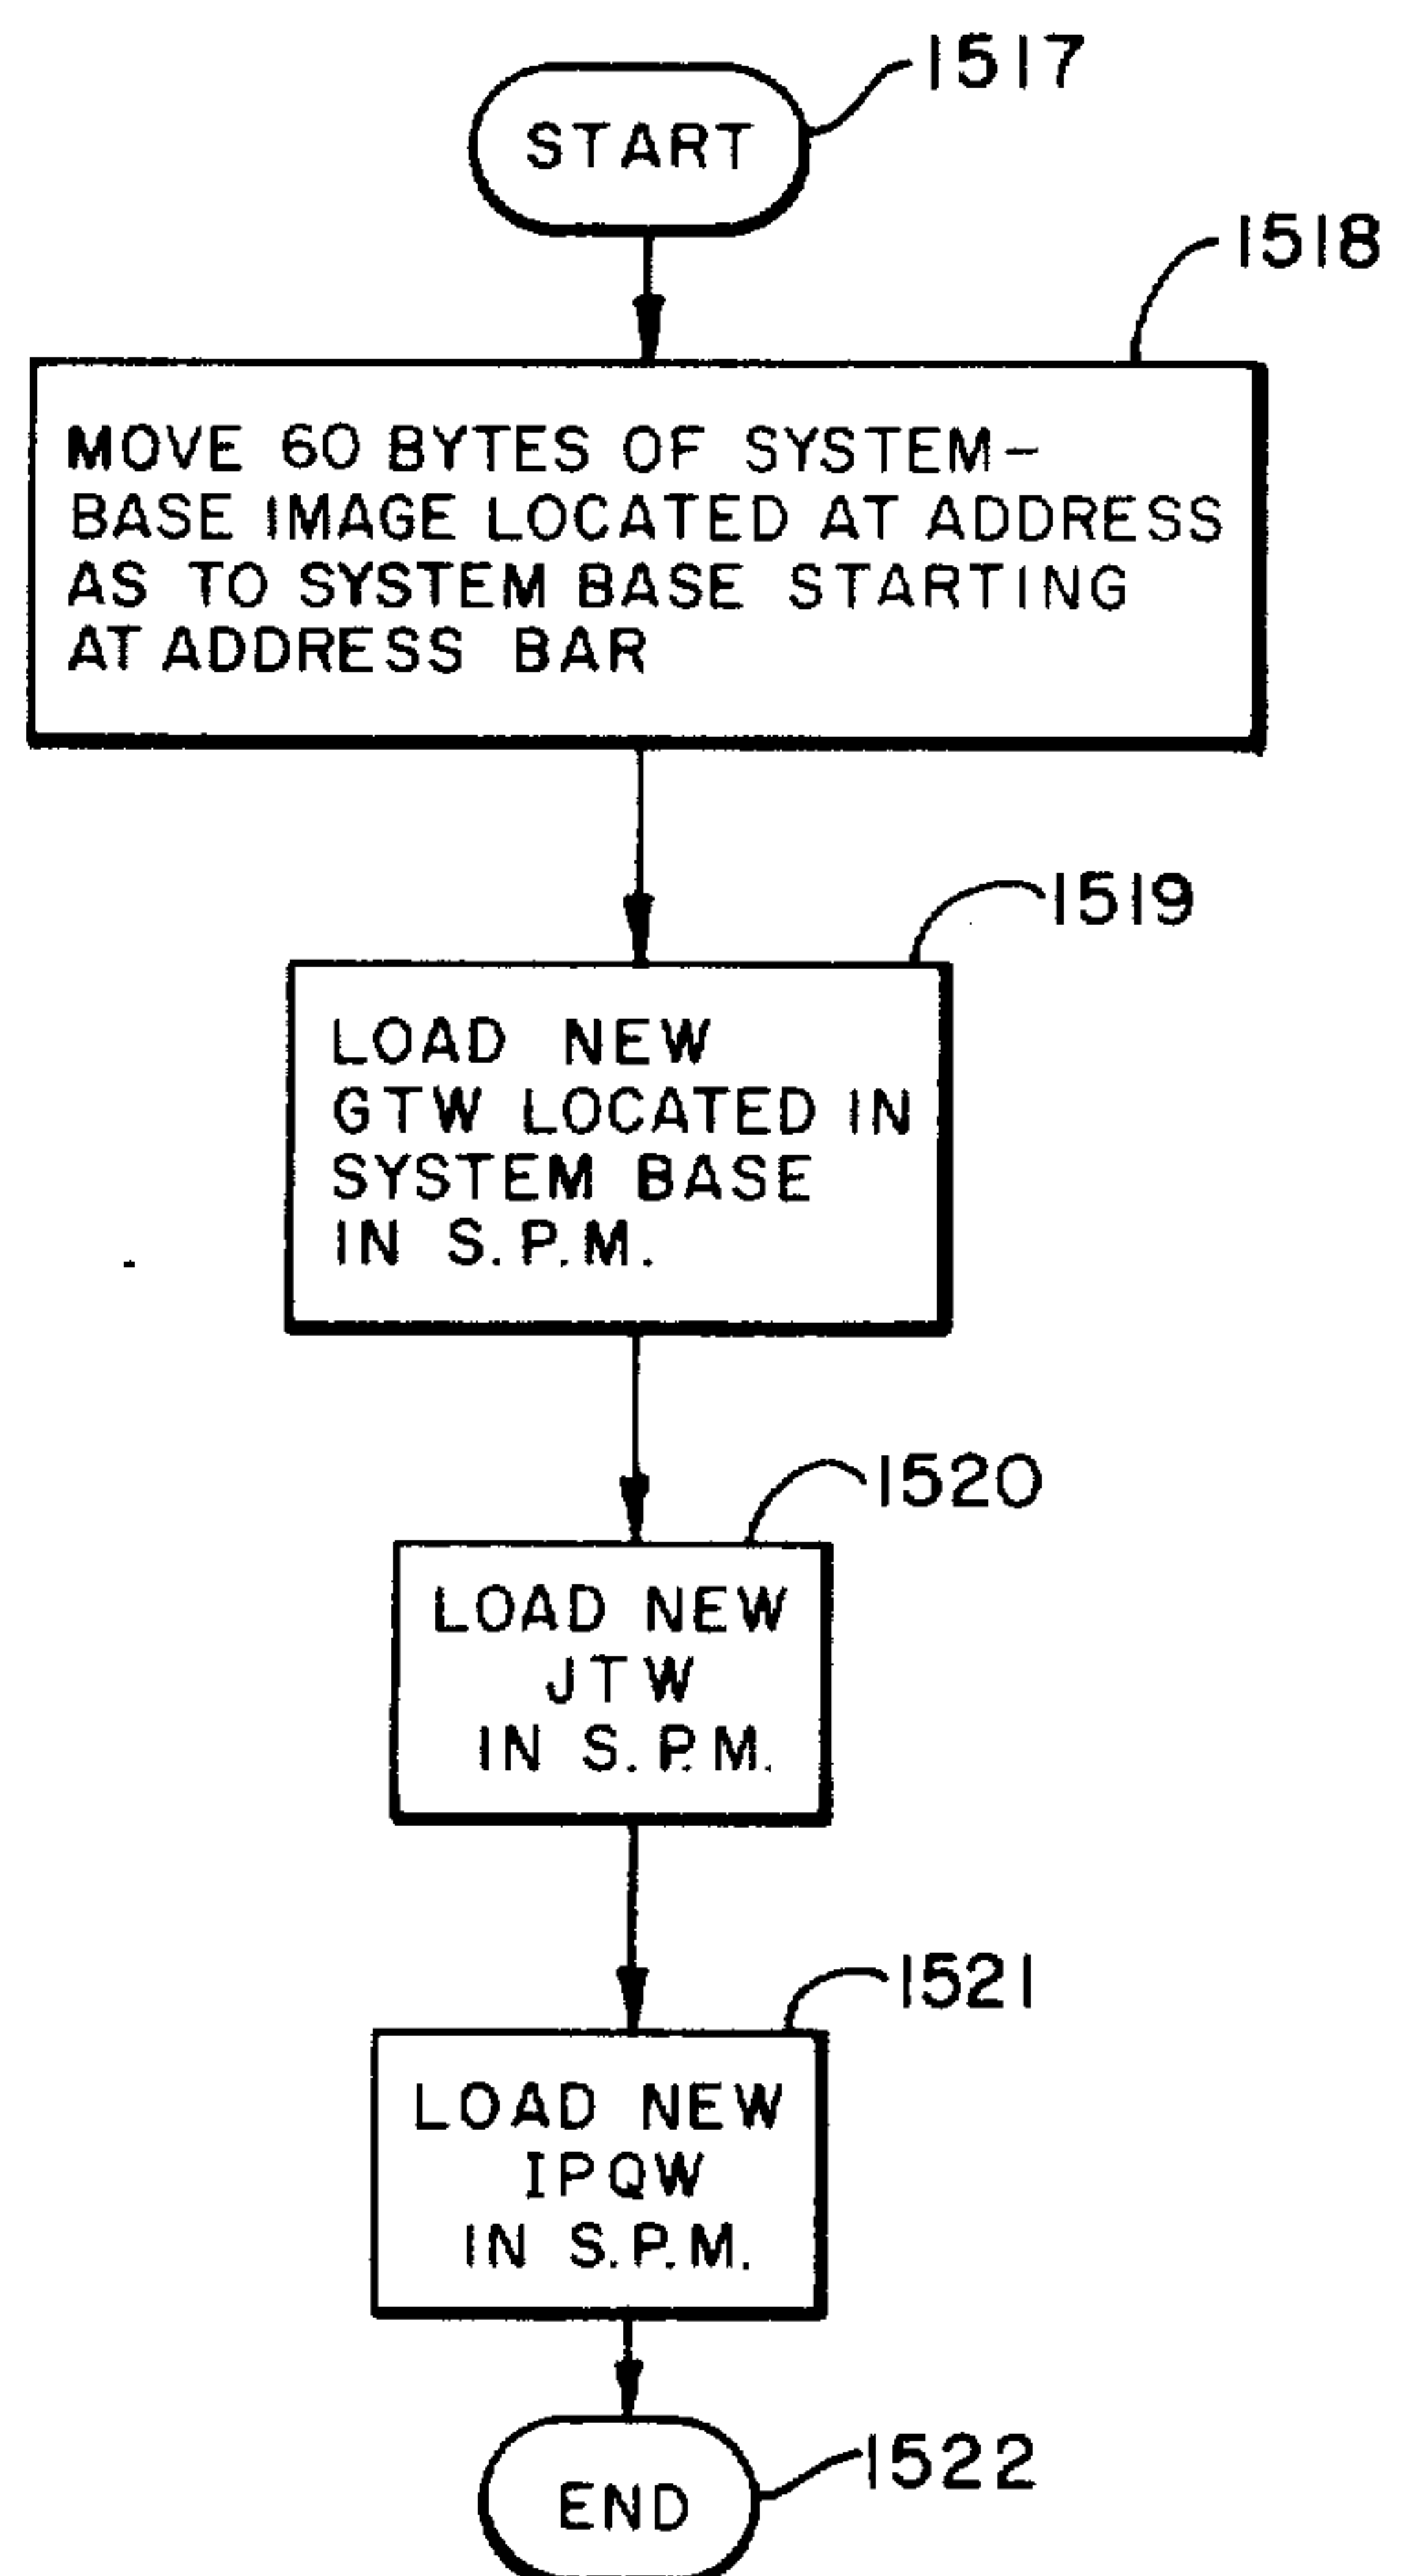 1517
START
1518
MOVE 60 BYTES OF SYSTEM-
BASE IMAGE LOCATED AT ADDRESS
AS TO SYSTEM BASE STARTING
AT ADDRESS BAR
1519
LOAD NEW
GTW LOCATED IN
SYSTEM BASE
IN S.P.M.
1520
LOAD NEW
JTW
IN S.P.M.
1521
LOAD NEW
IPQW
IN S.P.M.
1522
END